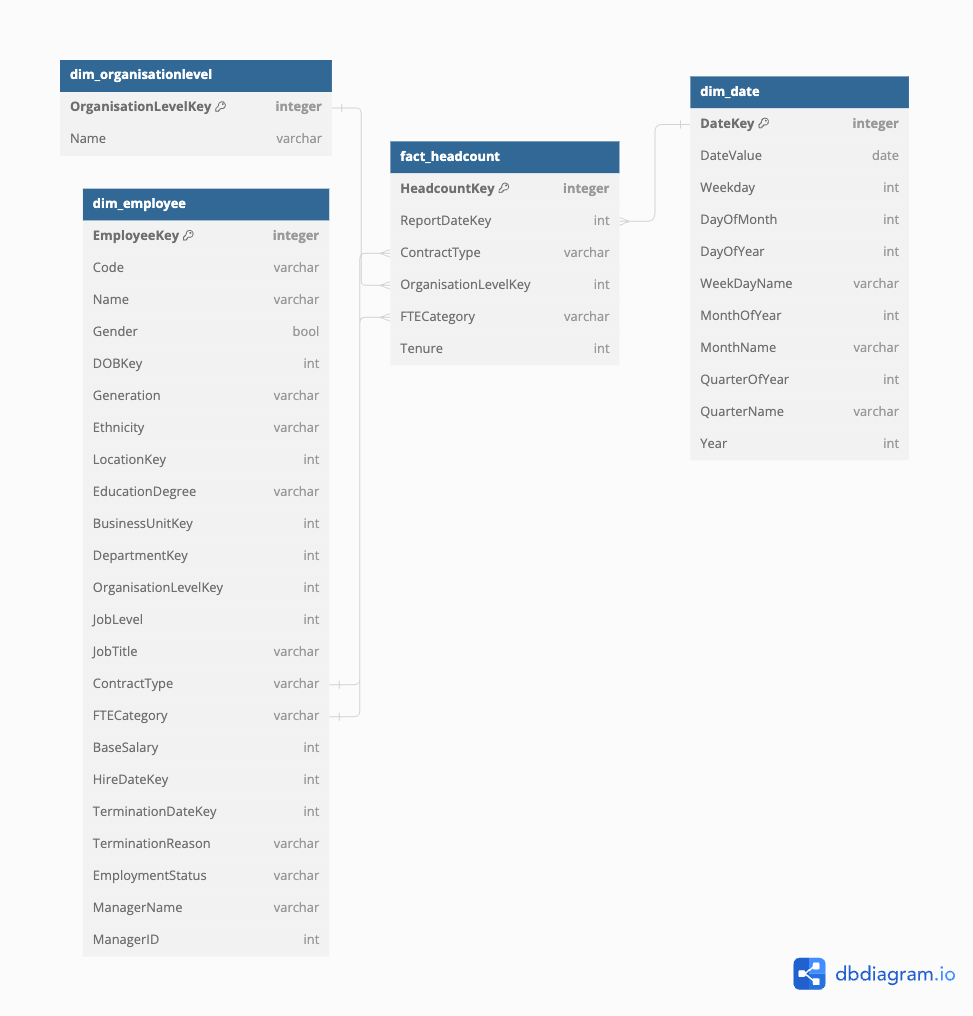 dim_organisationlevel
OrganisationLevelKey integer
Name varchar
dim_employee
EmployeeKey integer
Code varchar
Name varchar
Gender bool
DOBKey int
Generation varchar
Ethnicity varchar
LocationKey int
EducationDegree varchar
BusinessUnitKey int
DepartmentKey int
OrganisationLevelKey int
JobLevel int
JobTitle varchar
ContractType varchar
FTECategory varchar
BaseSalary int
HireDateKey int
TerminationDateKey int
TerminationReason varchar
EmploymentStatus varchar
ManagerName varchar
ManagerID int
fact_headcount
HeadcountKey integer
ReportDateKey int
ContractType varchar
OrganisationLevelKey int
FTECategory varchar
Tenure int
dim_date
DateKey integer
DateValue date
Weekday int
DayOfMonth int
DayOfYear int
WeekDayName varchar
MonthOfYear int
MonthName varchar
QuarterOfYear int
QuarterName varchar
Year int
dbdiagram.io